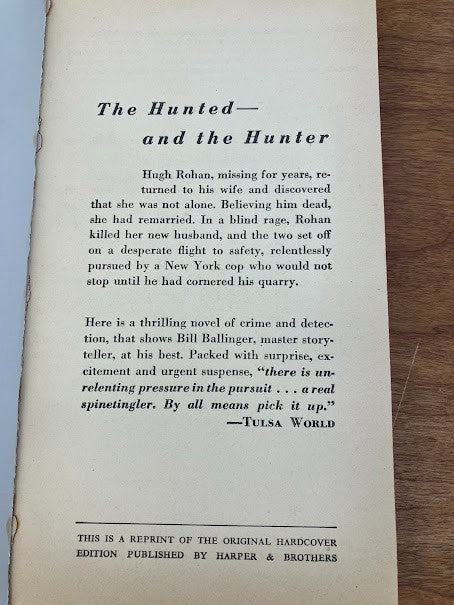 The Hunted—
and the Hunter
Hugh Rohan, missing for years, re-
turned to his wife and discovered
that she was not alone. Believing him dead,
she had remarried. In a blind rage, Rohan
killed her new husband, and the two set off
on a desperate flight to safety, relentlessly
pursued by a New York cop who would not
stop until he had cornered his quarry.
Here is a thrilling novel of crime and detec-
tion, that shows Bill Ballinger, master story-
teller, at his best. Packed with surprise, ex-
citement and urgent suspense, “there is un-
relenting pressure in the pursuit . . . a real
spinetingler. By all means pick it up.”
—TULSA WORLD
THIS IS A REPRINT OF THE ORIGINAL HARDCOVER
EDITION PUBLISHED BY HARPER & BROTHERS